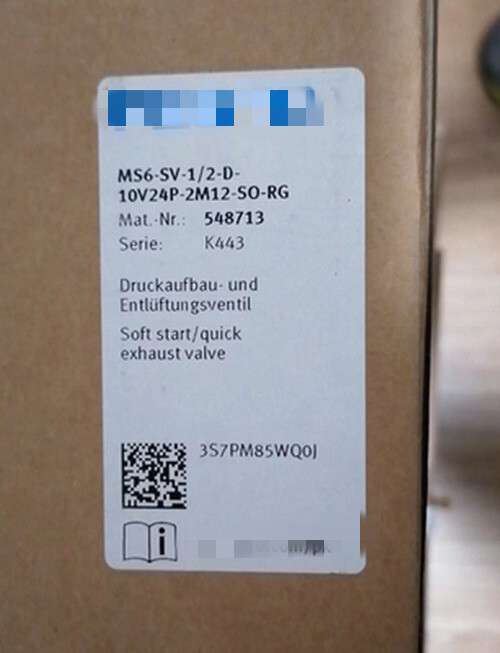 MS6-SV-1/2-D-
10V24P-2M12-SO-RG
Mat.-Nr.: 548713
Serie: K443
Druckaufbau- und
Entlüftungsventil
Soft start/quick
exhaust valve
3S7PM85WQ0J
i